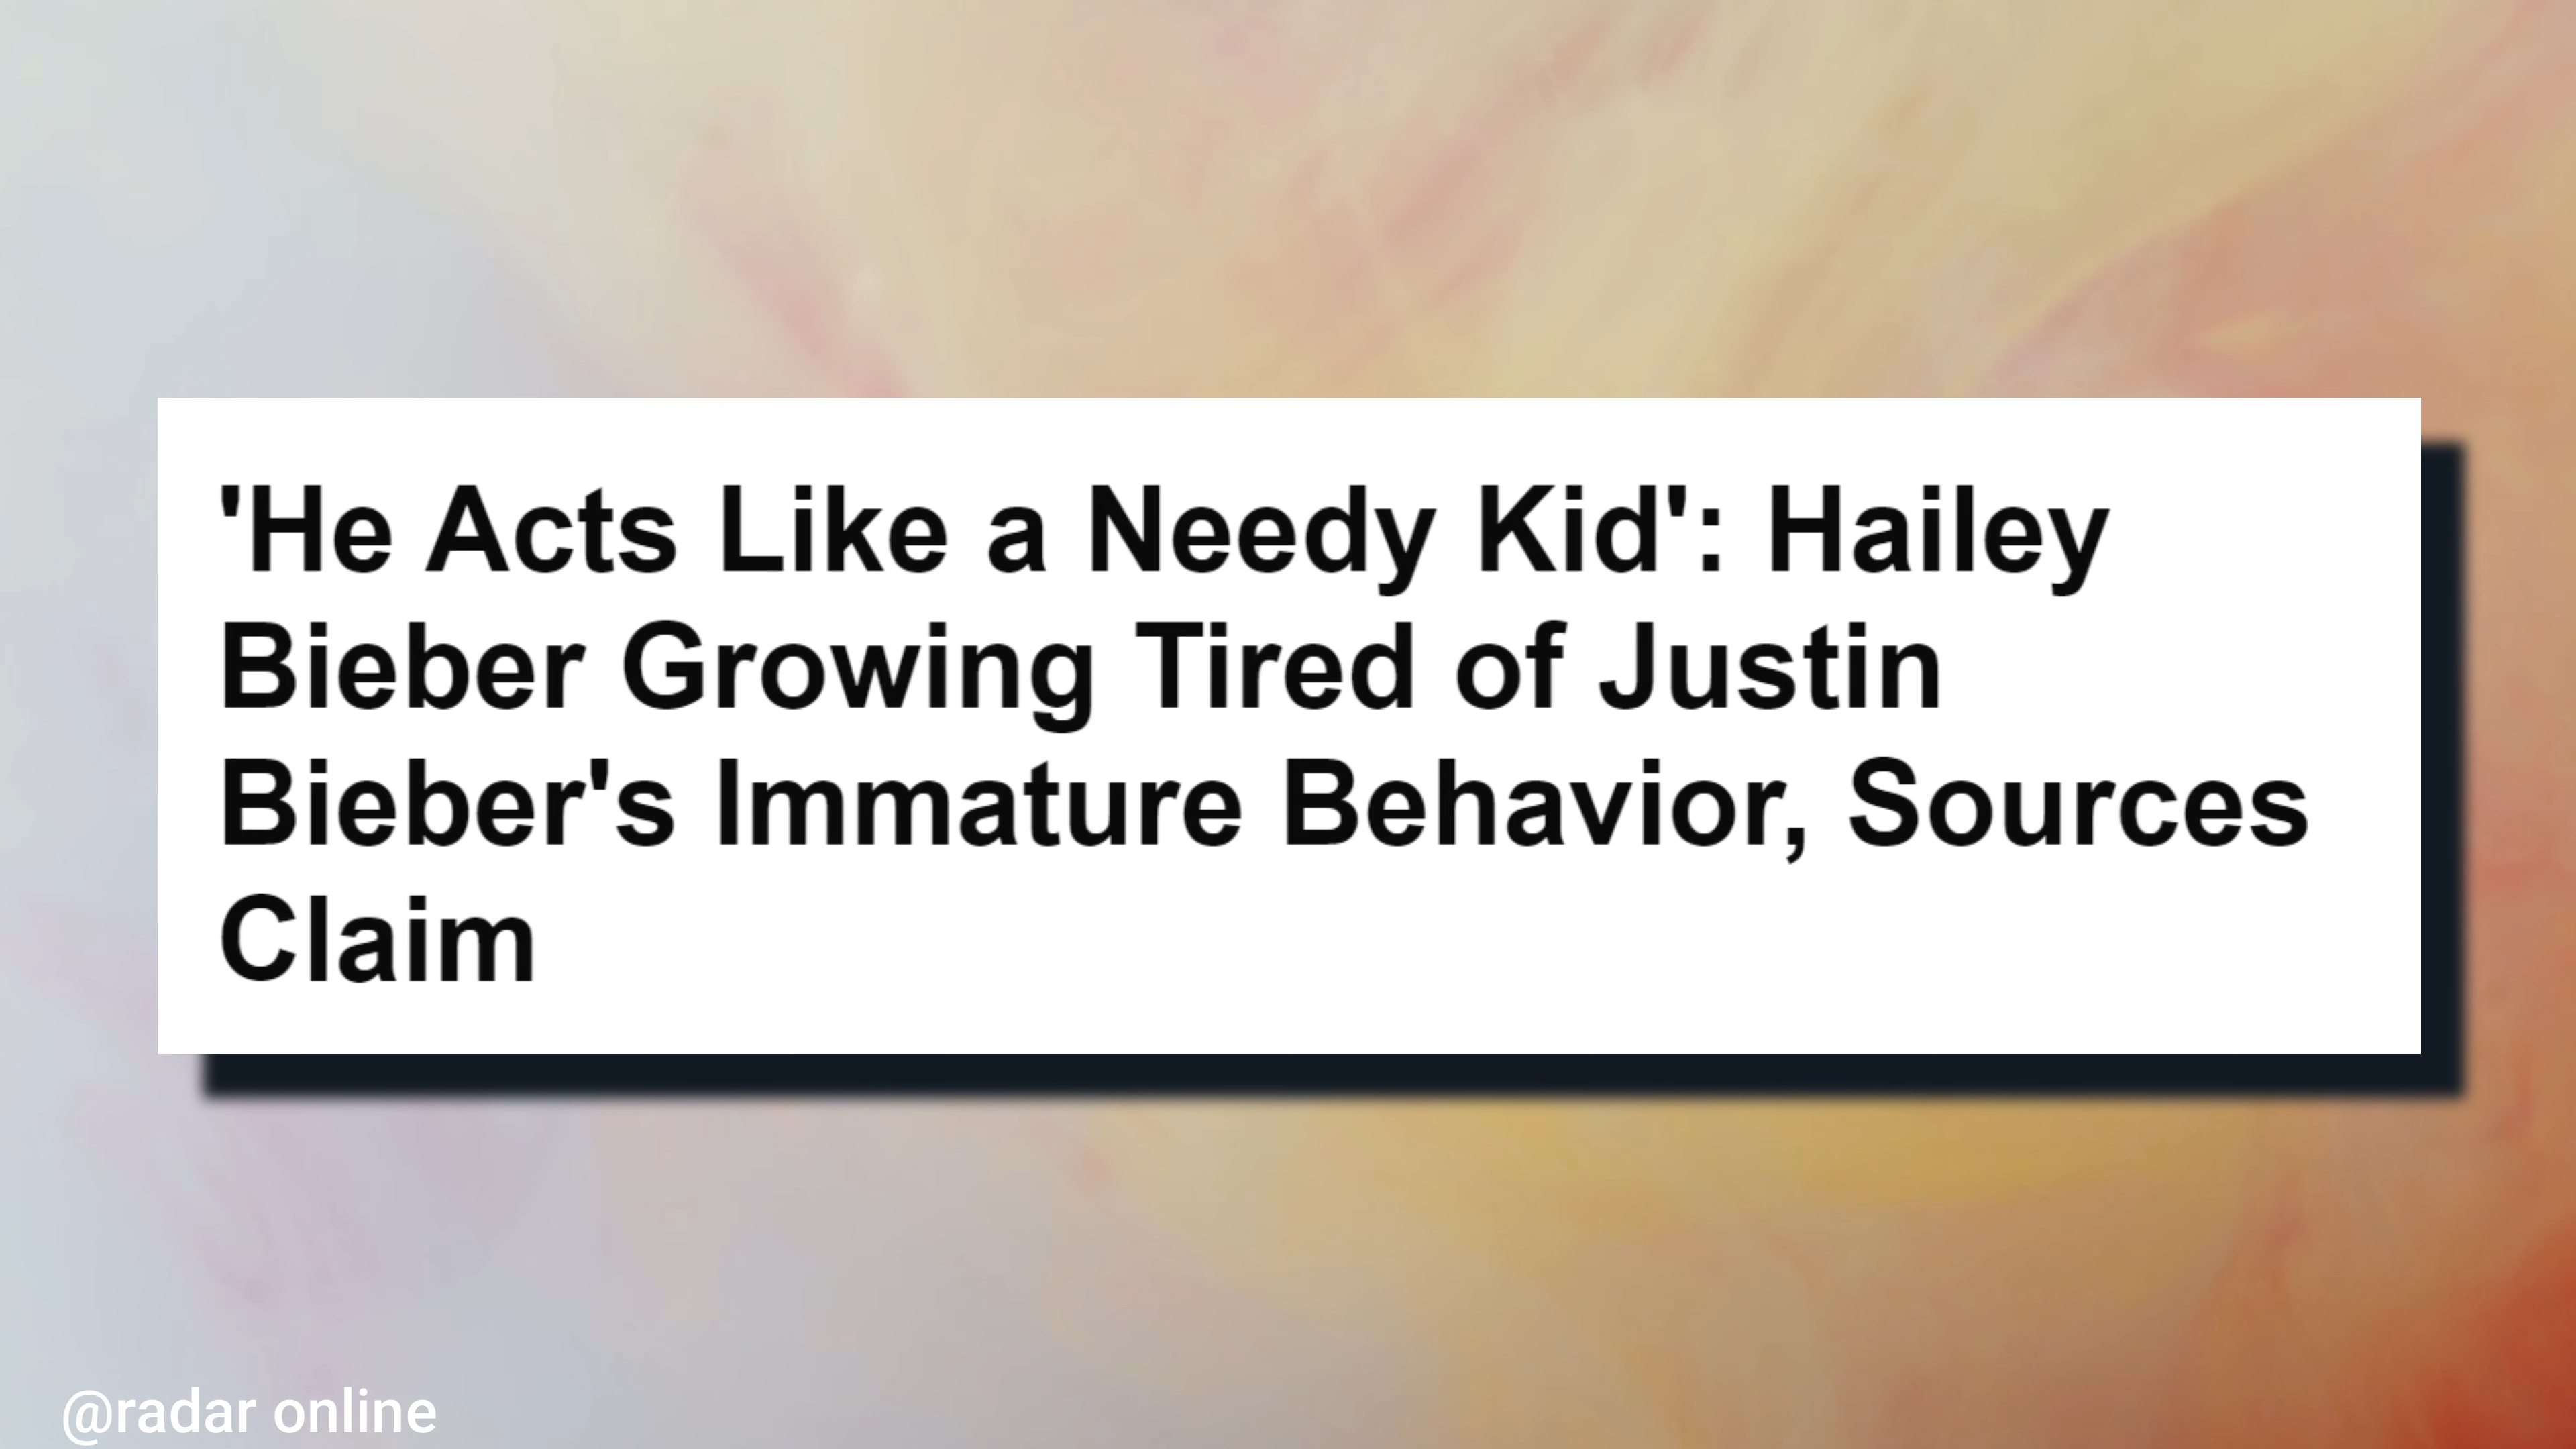 'He Acts Like a Needy Kid': Hailey
Bieber Growing Tired of Justin
Bieber's Immature Behavior, Sources
Claim
@radar online